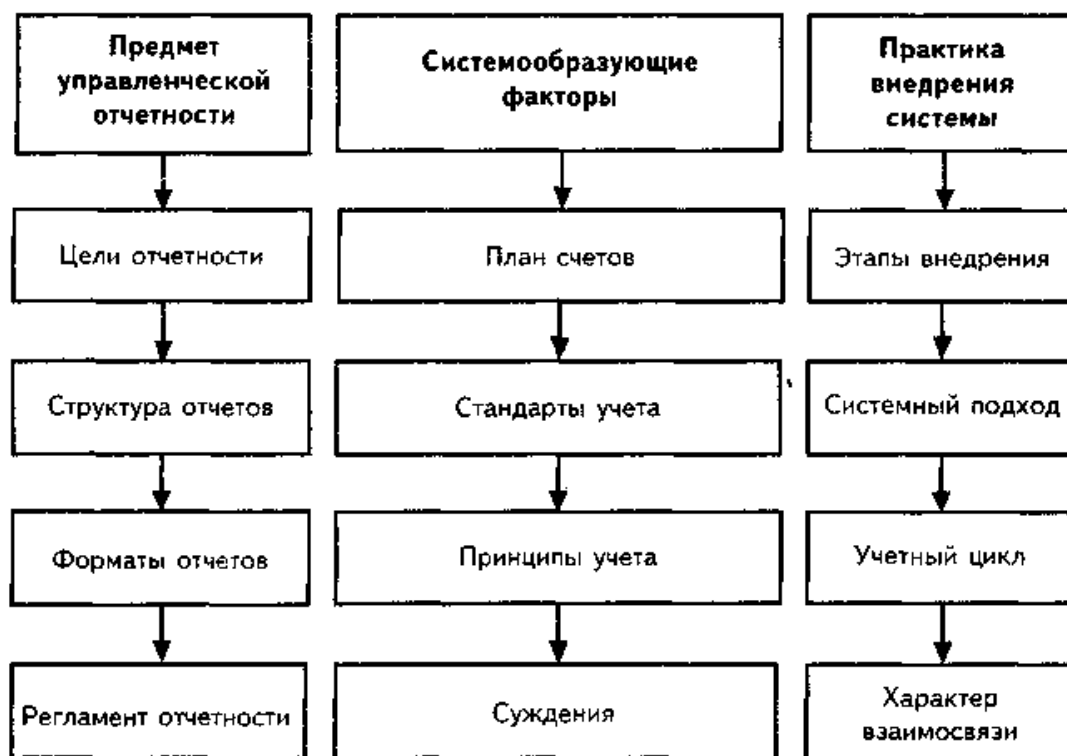 Предмет
управленческой
отчетности
Системообразующие
факторы
Практика
внедрения
системы
Цели отчетности
План счетов
Этапы внедрения
Структура отчетов
Стандарты учета
Системный подход
Форматы отчетов
Принципы учета
Учетный цикл
Регламент отчетности
Суждения
Характер
взаимосвязи